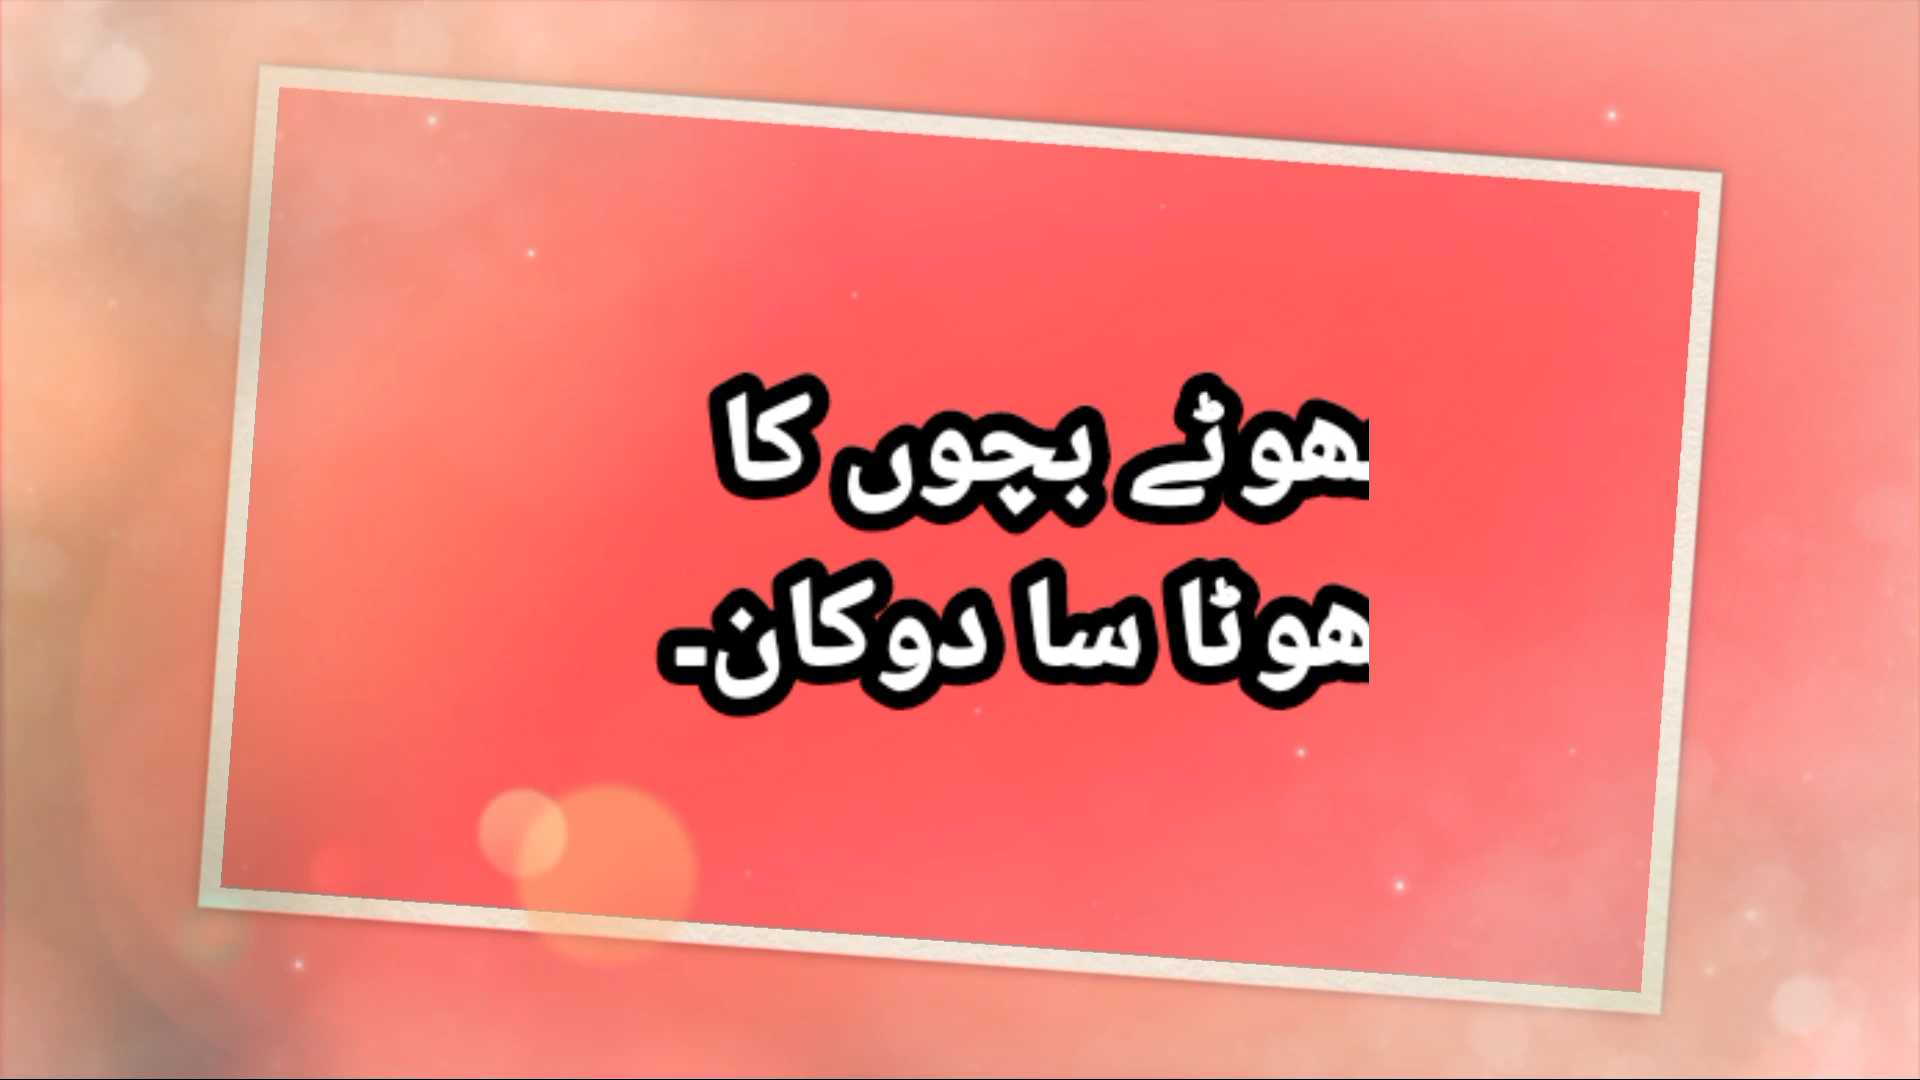 ھوٹے بچوں کا
ھوٹا سا دوکان۔